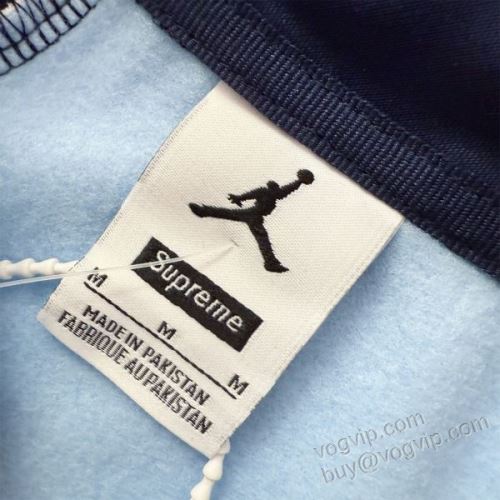 Supreme
M M M
MADE IN PAKISTAN
FABRIQUE AU PAKISTAN
vogvip.com
buy@vogvip.com